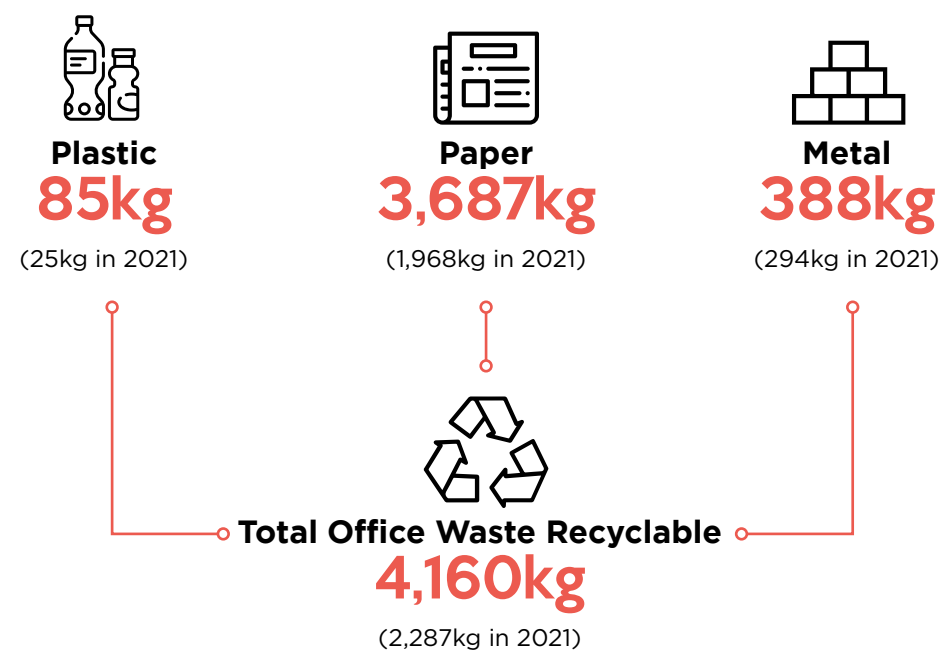 Plastic
85kg
(25kg in 2021)
Paper
3,687kg
(1,968kg in 2021)
Metal
388kg
(294kg in 2021)
Total Office Waste Recyclable
4,160kg
(2,287kg in 2021)